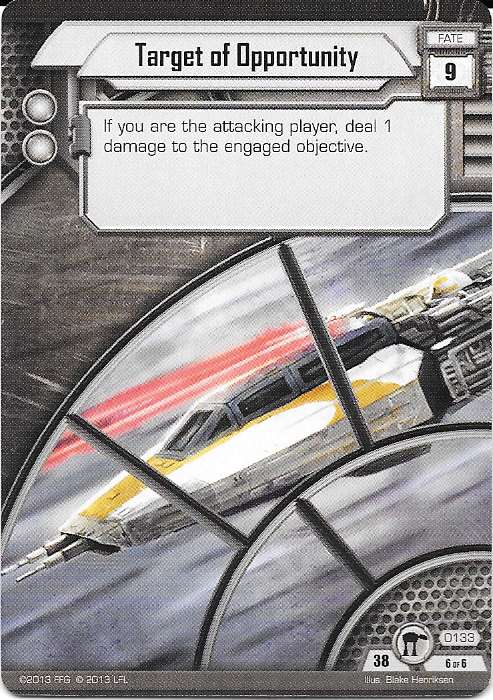 Target of Opportunity
FATE
9
If you are the attacking player, deal 1
damage to the engaged objective.
0133
38
6 OF 6
©2013 FFG © 2013 LFL
Illus. Blake Henriksen